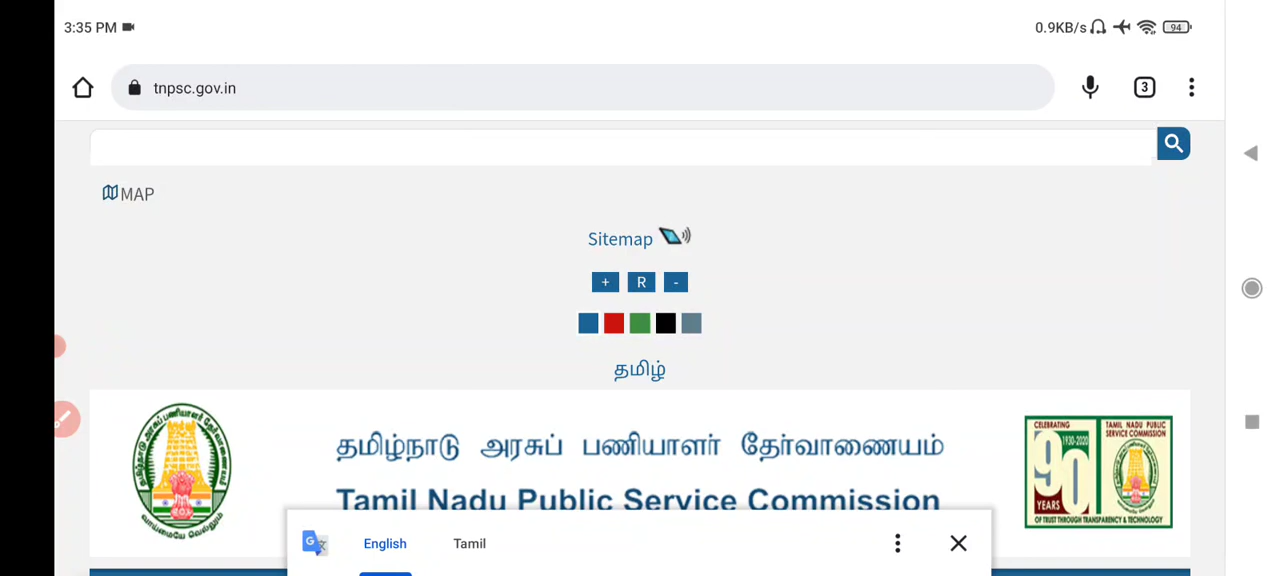 3:35 PM
0.9KB/s
94
tnpsc.gov.in
3
MAP
Sitemap
+ R -
தமிழ்
தமிழ்நாடு அரசுப் பணியாளர் தேர்வாணையம்
Tamil Nadu Public Service Commission
CELEBRATING
90
1930-2020
YEARS
TAMIL NADU PUBLIC
SERVICE COMMISSION
OF TRUST THROUGH TRANSPARENCY & TECHNOLOGY
English
Tamil